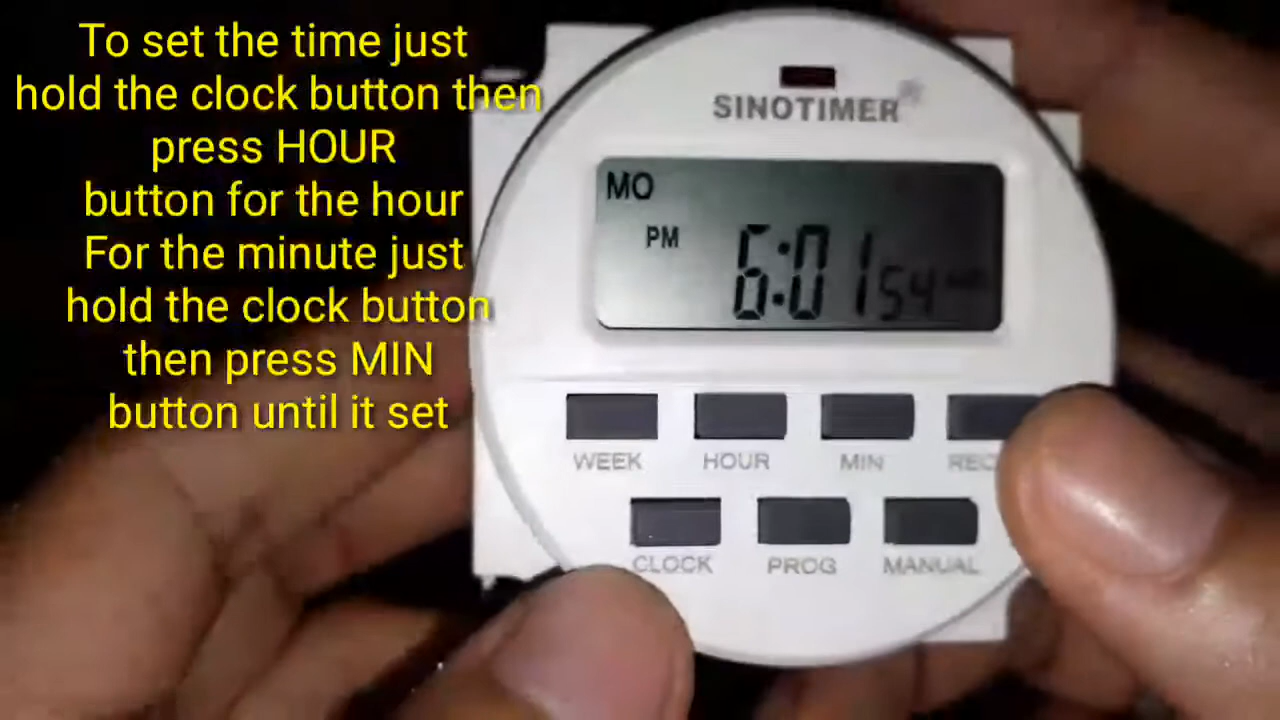 To set the time just
hold the clock button then
press HOUR
button for the hour
For the minute just
hold the clock button
then press MIN
button until it set
SINOTIMER
MO
PM
6:01 54
WEEK HOUR MIN REC
CLOCK PROG MANUAL